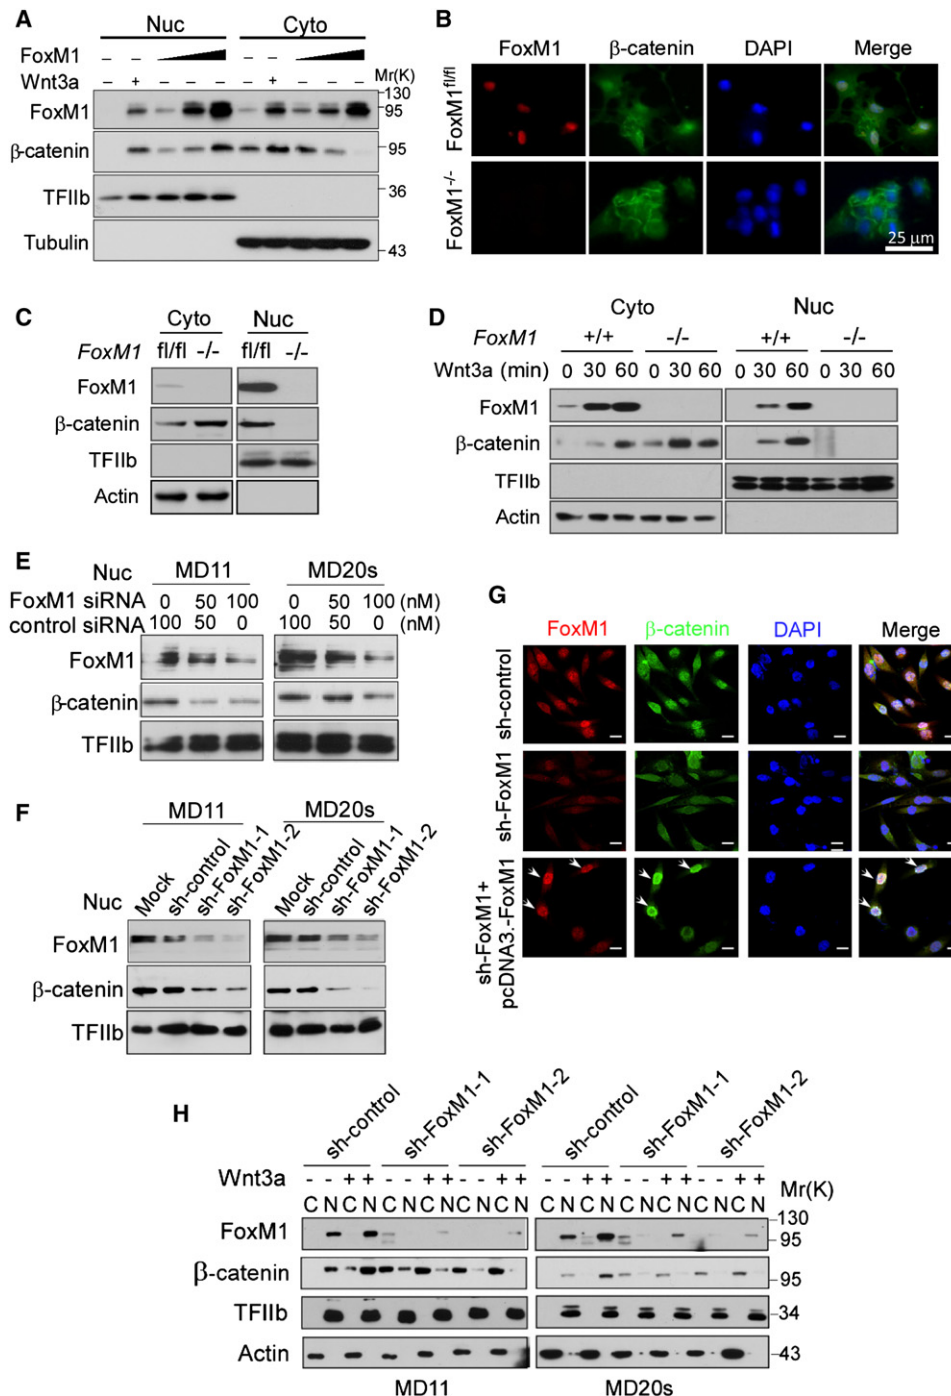 A
Nuc Cyto
FoxM1 – – – –
Wnt3a – + – – – – + – – –
Mr(K)
FoxM1
130
95
β-catenin
95
TFIIb
36
Tubulin
43
B
FoxM1 β-catenin DAPI Merge
FoxM1fl/fl
FoxM1-/-
25 μm
C
Cyto Nuc
FoxM1 fl/fl -/- fl/fl -/-
FoxM1
β-catenin
TFIIb
Actin
D
Cyto Nuc
FoxM1 +/+ -/- +/+ -/-
Wnt3a (min) 0 30 60 0 30 60 0 30 60 0 30 60
FoxM1
β-catenin
TFIIb
Actin
E
Nuc MD11 MD20s
FoxM1 siRNA 0 50 100 0 50 100 (nM)
control siRNA 100 50 0 100 50 0 (nM)
FoxM1
β-catenin
TFIIb
F
MD11 MD20s
Nuc Mock sh-control sh-FoxM1-1 sh-FoxM1-2 Mock sh-control sh-FoxM1-1 sh-FoxM1-2
FoxM1
β-catenin
TFIIb
G
FoxM1 β-catenin DAPI Merge
sh-control
sh-FoxM1
sh-FoxM1+
pcDNA3.-FoxM1
H
sh-control sh-FoxM1-1 sh-FoxM1-2 sh-control sh-FoxM1-1 sh-FoxM1-2
Wnt3a - - + + - - + + - - + + - - + + - - + + - - + +
Mr(K)
C N C N C N C N C N C N C N C N C N C N C N C N
FoxM1
130
95
β-catenin
95
TFIIb
34
Actin
43
MD11 MD20s